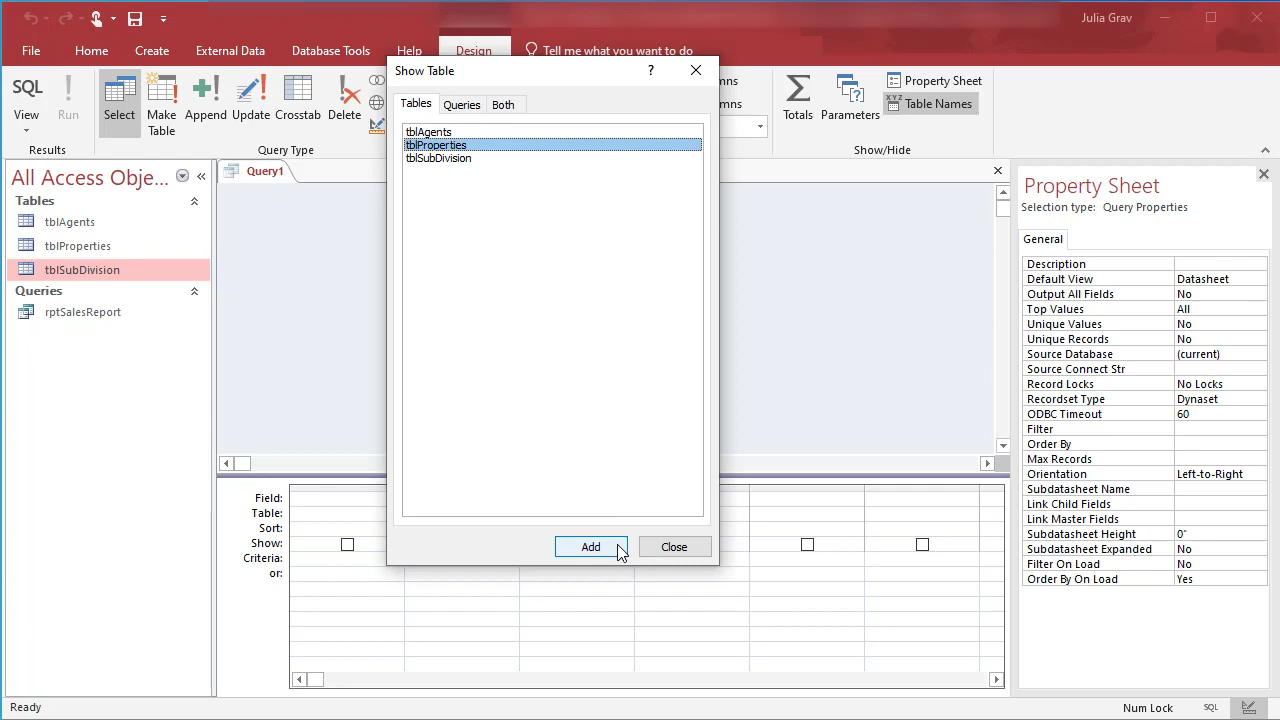 Julia Grav
File Home Create External Data Database Tools Help Design Tell me what you want to do
SQL
View
Run
Results
Select
Make
Table
Append
Update
Crosstab
Delete
Query Type
Totals
Parameters
Property Sheet
XYZ Table Names
Show/Hide
Show Table
?
Tables Queries Both
tblAgents
tblProperties
tblSubDivision
Add
Close
All Access Obje...
Tables
tblAgents
tblProperties
tblSubDivision
Queries
rptSalesReport
Query1
Field:
Table:
Sort:
Show:
Criteria:
or:
Property Sheet
Selection type: Query Properties
General
Description
Default View Datasheet
Output All Fields No
Top Values All
Unique Values No
Unique Records No
Source Database (current)
Source Connect Str
Record Locks No Locks
Recordset Type Dynaset
ODBC Timeout 60
Filter
Order By
Max Records
Orientation Left-to-Right
Subdatasheet Name
Link Child Fields
Link Master Fields
Subdatasheet Height 0"
Subdatasheet Expanded No
Filter On Load No
Order By On Load Yes
Ready
Num Lock
SQL